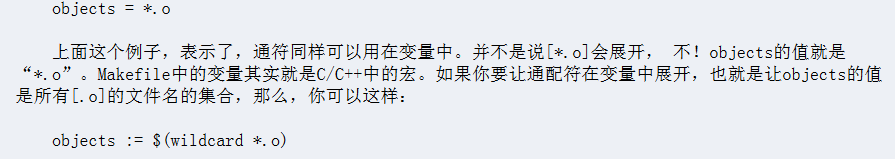 objects = *.o
上面这个例子，表示了，通符同样可以用在变量中。并不是说[*.o]会展开， 不！objects的值就是
“*.o”。Makefile中的变量其实就是C/C++中的宏。如果你要让通配符在变量中展开，也就是让objects的值
是所有[.o]的文件名的集合，那么，你可以这样：
objects := $(wildcard *.o)